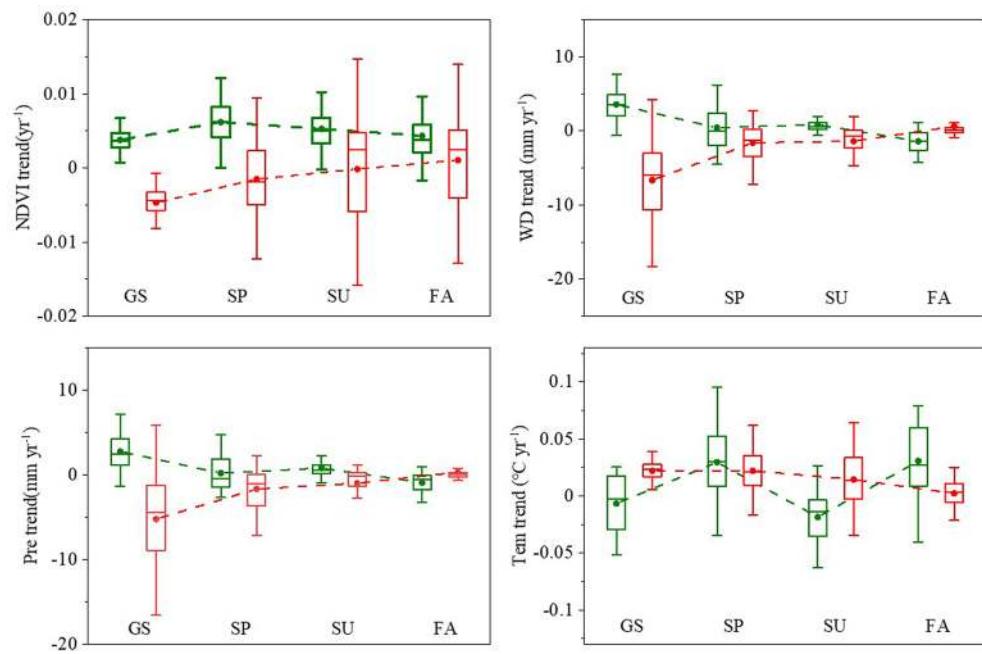 0.02
0.01
0
-0.01
-0.02
NDVI trend(yr⁻¹)
GS SP SU FA
10
0
-10
-20
WD trend (mm yr⁻¹)
GS SP SU FA
10
0
-10
-20
Pre trend(mm yr⁻¹)
GS SP SU FA
0.1
0.05
0
-0.05
-0.1
Tem trend (°C yr⁻¹)
GS SP SU FA